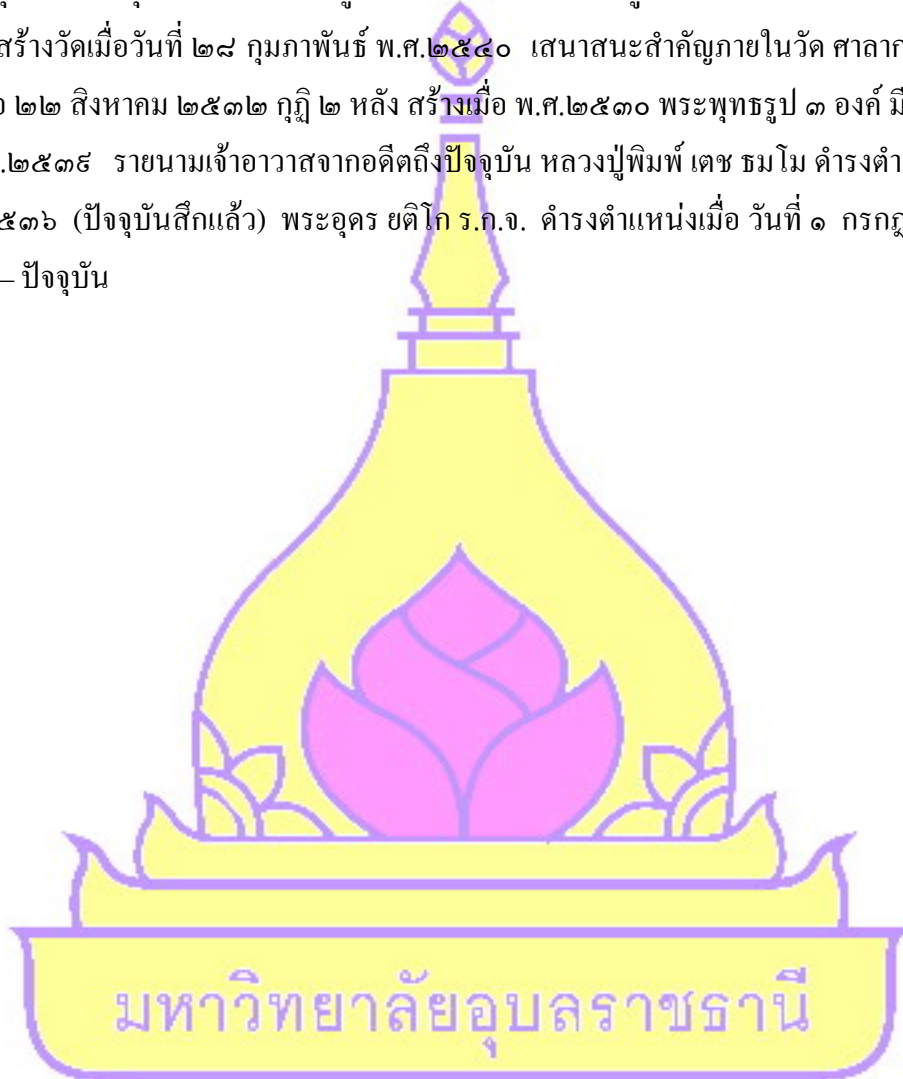 สร้างวัดเมื่อวันที่ ๒๘ กุมภาพันธ์ พ.ศ.๒๕๔๐ เสนาสนะสำคัญภายในวัด
๒๒ สิงหาคม ๒๕๓๒ กุฏิ ๒ หลัง สร้างเมื่อ พ.ศ.๒๕๓๐ พระพุทธรูป ๓ องค์ มี
.๒๕๓๙ รายนามเจ้าอาวาสจากอดีตถึงปัจจุบัน หลวงปู่พิมพ์ เตช ธมโม ดำรงตำ
๕๓๖ (ปัจจุบันสึกแล้ว) พระอุดร ยติโก ร.ก.จ. ดำรงตำแหน่งเมื่อ วันที่ ๑ กรกฎ
– ปัจจุบัน
มหาวิทยาลัยอุบลราชธานี